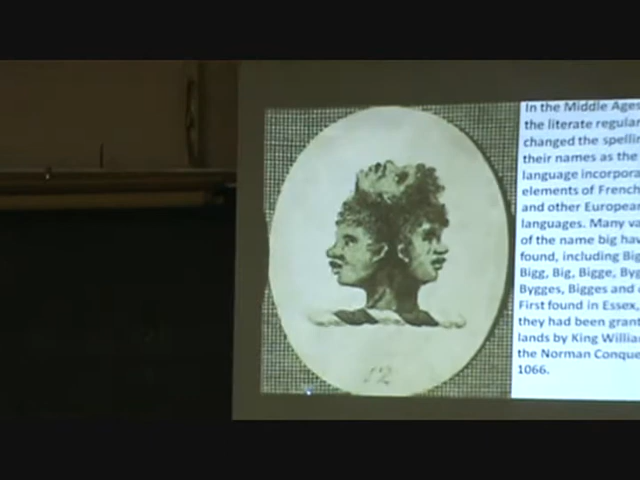 In the Middle Ages
the literate regular
changed the spellin
their names as the
language incorpora
elements of French
and other European
languages. Many va
of the name big hav
found, including Big
Bigg, Big, Bigge, Byg
Bygges, Bigges and
First found in Essex,
they had been grant
lands by King Willia
the Norman Conque
1066.
12